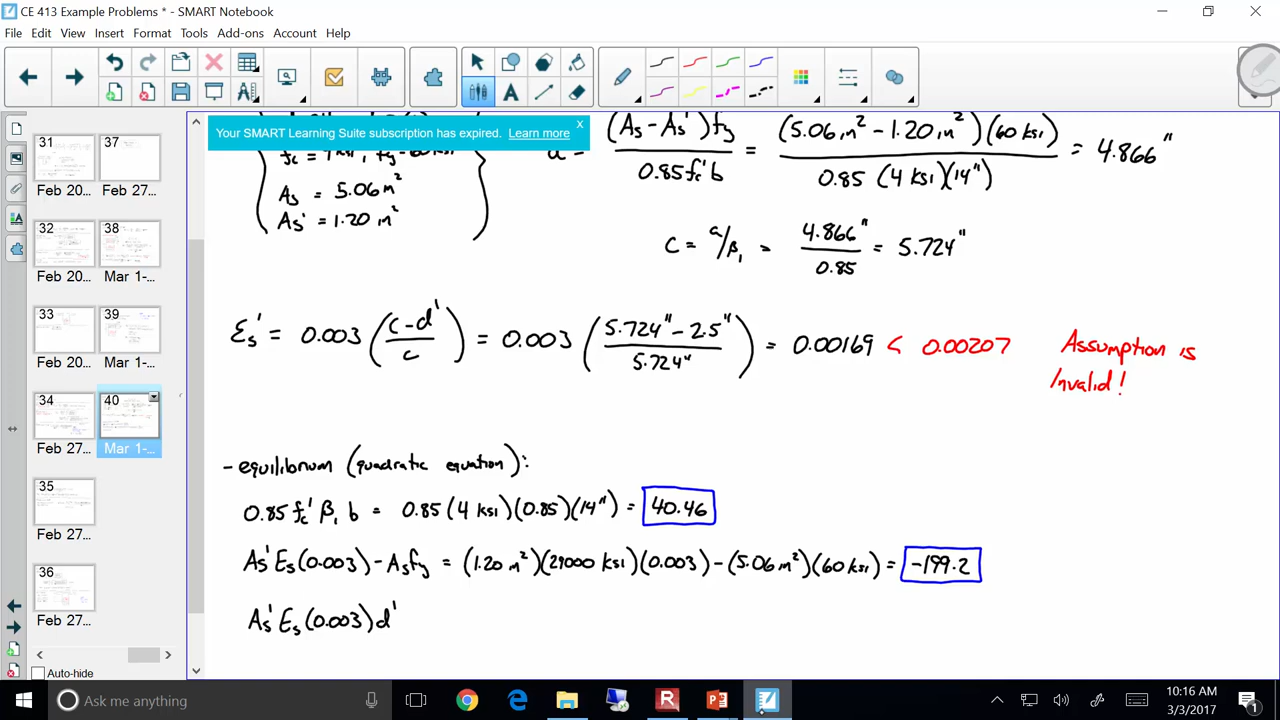 CE 413 Example Problems * - SMART Notebook
File Edit View Insert Format Tools Add-ons Account Help
Your SMART Learning Suite subscription has expired. Learn more x
As = 5.06 in²
As' = 1.20 in²
(As - As')fy / 0.85fc'b = (5.06 in² - 1.20 in²)(60 ksi) / 0.85 (4 ksi)(14") = 4.866"
c = a/β₁ = 4.866" / 0.85 = 5.724"
εs' = 0.003 (c-d' / c) = 0.003 (5.724" - 2.5" / 5.724") = 0.00169 < 0.00207 Assumption is
Invalid!
- equilibrium (quadratic equation):
0.85 fc' β₁ b = 0.85 (4 ksi)(0.85)(14") = 40.46
As'Es(0.003) - Asfy = (1.20 in²)(29000 ksi)(0.003) - (5.06 in²)(60 ksi) = -199.2
As'Es(0.003)d'
31
Feb 20...
37
Feb 27...
32
Feb 20...
38
Mar 1-...
33
Feb 20...
39
Mar 1-...
34
Feb 27...
40
Mar 1-...
35
Feb 27...
36
Feb 27...
Auto-hide
Ask me anything
10:16 AM
3/3/2017
1